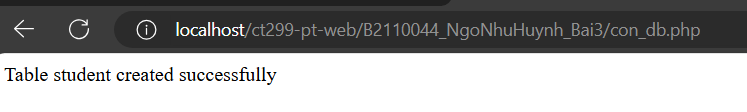 localhost/ct299-pt-web/B2110044_NgoNhuHuynh_Bai3/con_db.php
Table student created successfully